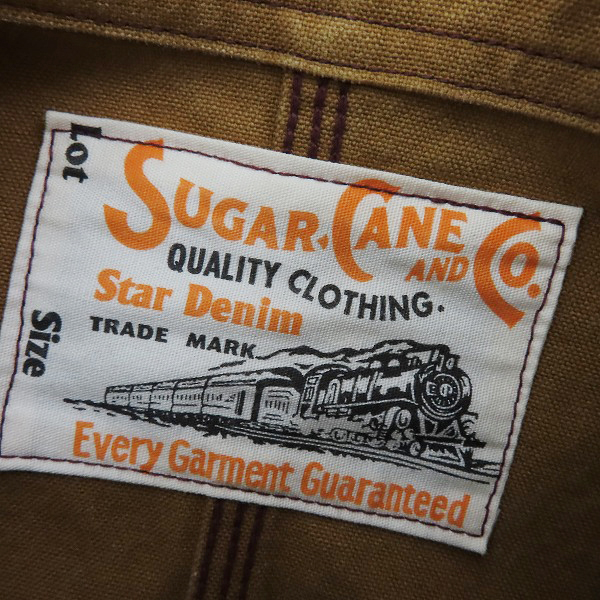 Lot
SUGAR CANE AND CO.
QUALITY CLOTHING.
Star Denim
TRADE MARK
Size
Every Garment Guaranteed